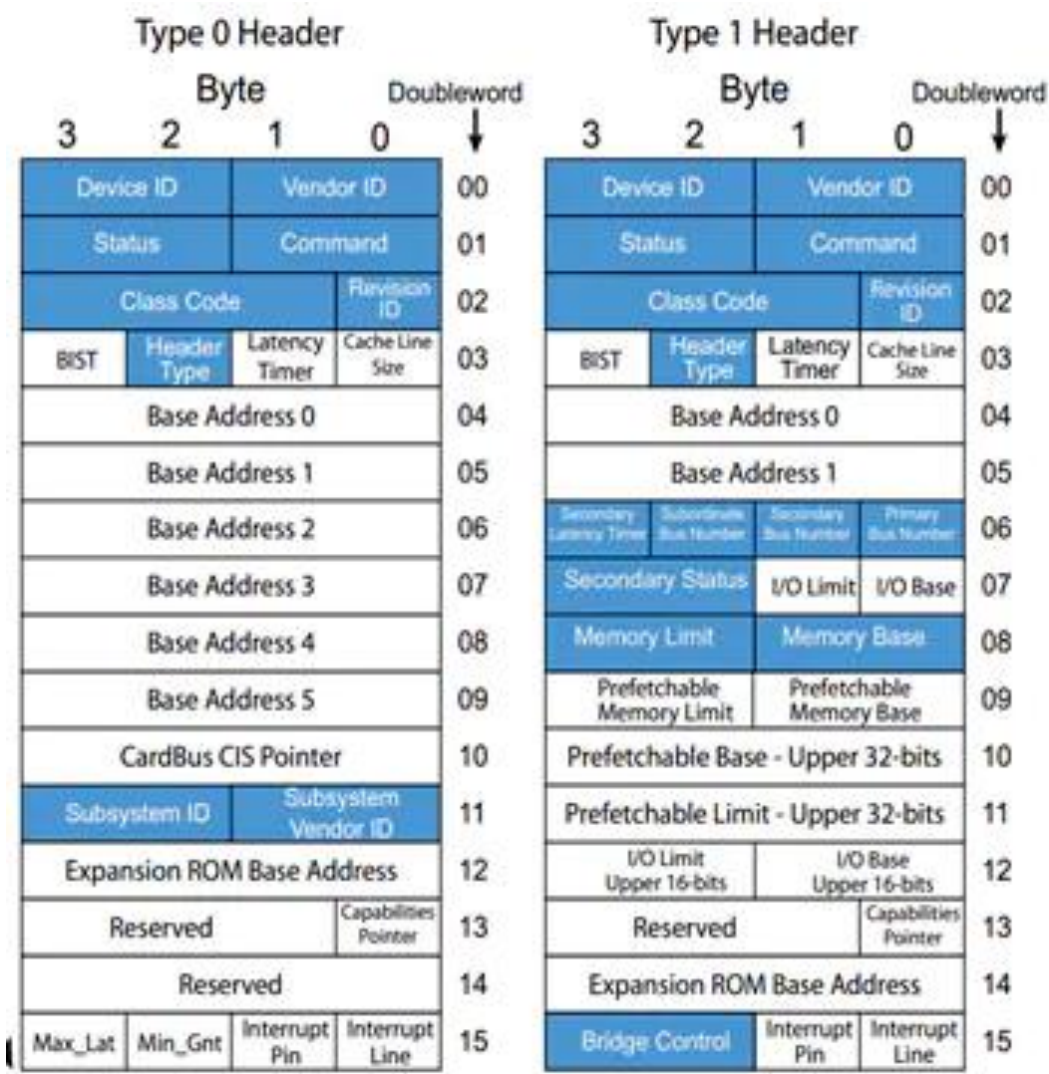 Type 0 Header
Type 1 Header
Byte
Doubleword
Byte
Doubleword
3 2 1 0
3 2 1 0
Device ID Vendor ID 00
Device ID Vendor ID 00
Status Command 01
Status Command 01
Class Code Revision ID 02
Class Code Revision ID 02
BIST Header Type Latency Timer Cache Line Size 03
BIST Header Type Latency Timer Cache Line Size 03
Base Address 0 04
Base Address 0 04
Base Address 1 05
Base Address 1 05
Base Address 2 06
Secondary Latency Timer Subordinate Bus Number Secondary Bus Number Primary Bus Number 06
Base Address 3 07
Secondary Status I/O Limit I/O Base 07
Base Address 4 08
Memory Limit Memory Base 08
Base Address 5 09
Prefetchable Memory Limit Prefetchable Memory Base 09
CardBus CIS Pointer 10
Prefetchable Base - Upper 32-bits 10
Subsystem ID Subsystem Vendor ID 11
Prefetchable Limit - Upper 32-bits 11
Expansion ROM Base Address 12
I/O Limit Upper 16-bits I/O Base Upper 16-bits 12
Reserved Capabilities Pointer 13
Reserved Capabilities Pointer 13
Reserved 14
Expansion ROM Base Address 14
Max_Lat Min_Gnt Interrupt Pin Interrupt Line 15
Bridge Control Interrupt Pin Interrupt Line 15